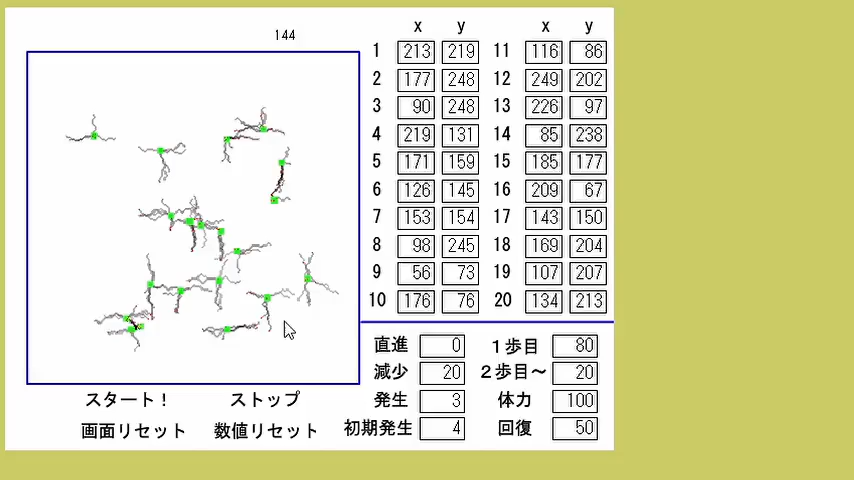 144
x y x y
1 213 219 11 116 86
2 177 248 12 249 202
3 90 248 13 226 97
4 219 131 14 85 238
5 171 159 15 185 177
6 126 145 16 209 67
7 153 154 17 143 150
8 98 245 18 169 204
9 56 73 19 107 207
10 176 76 20 134 213
直進 0 1歩目 80
減少 20 2歩目~ 20
発生 3 体力 100
初期発生 4 回復 50
スタート! ストップ
画面リセット 数値リセット